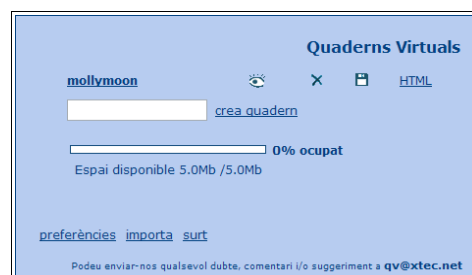 Quaderns Virtuals
mollymoon HTML
crea quadern
0% ocupat
Espai disponible 5.0Mb /5.0Mb
preferències importa surt
Podeu enviar-nos qualsevol dubte, comentari i/o suggeriment a qv@xtec.net